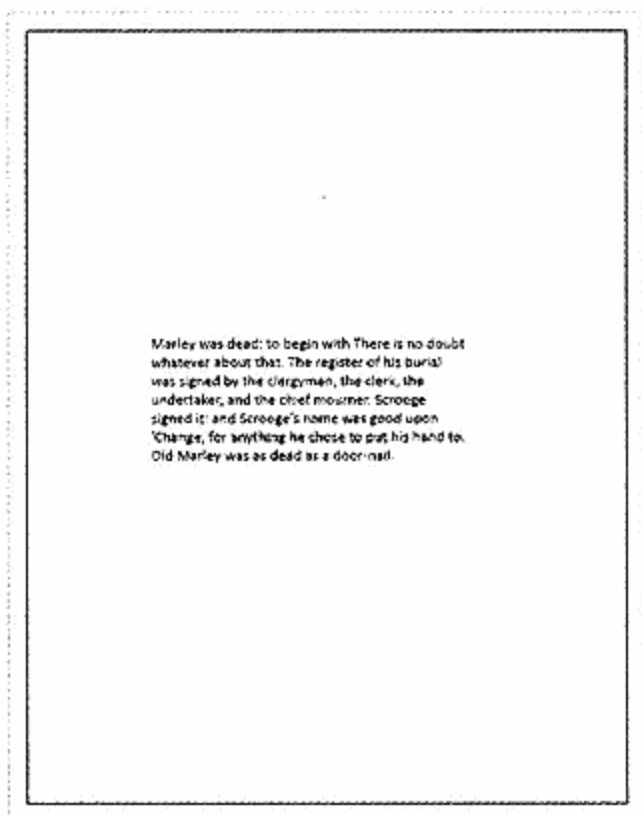 Marley was dead: to begin with There is no doubt
whatever about that. The register of his burial
was signed by the clergyman, the clerk, the
undertaker, and the chief mourner. Scrooge
signed it: and Scrooge's name was good upon
'Change, for anything he chose to put his hand to.
Old Marley was as dead as a door-nail.